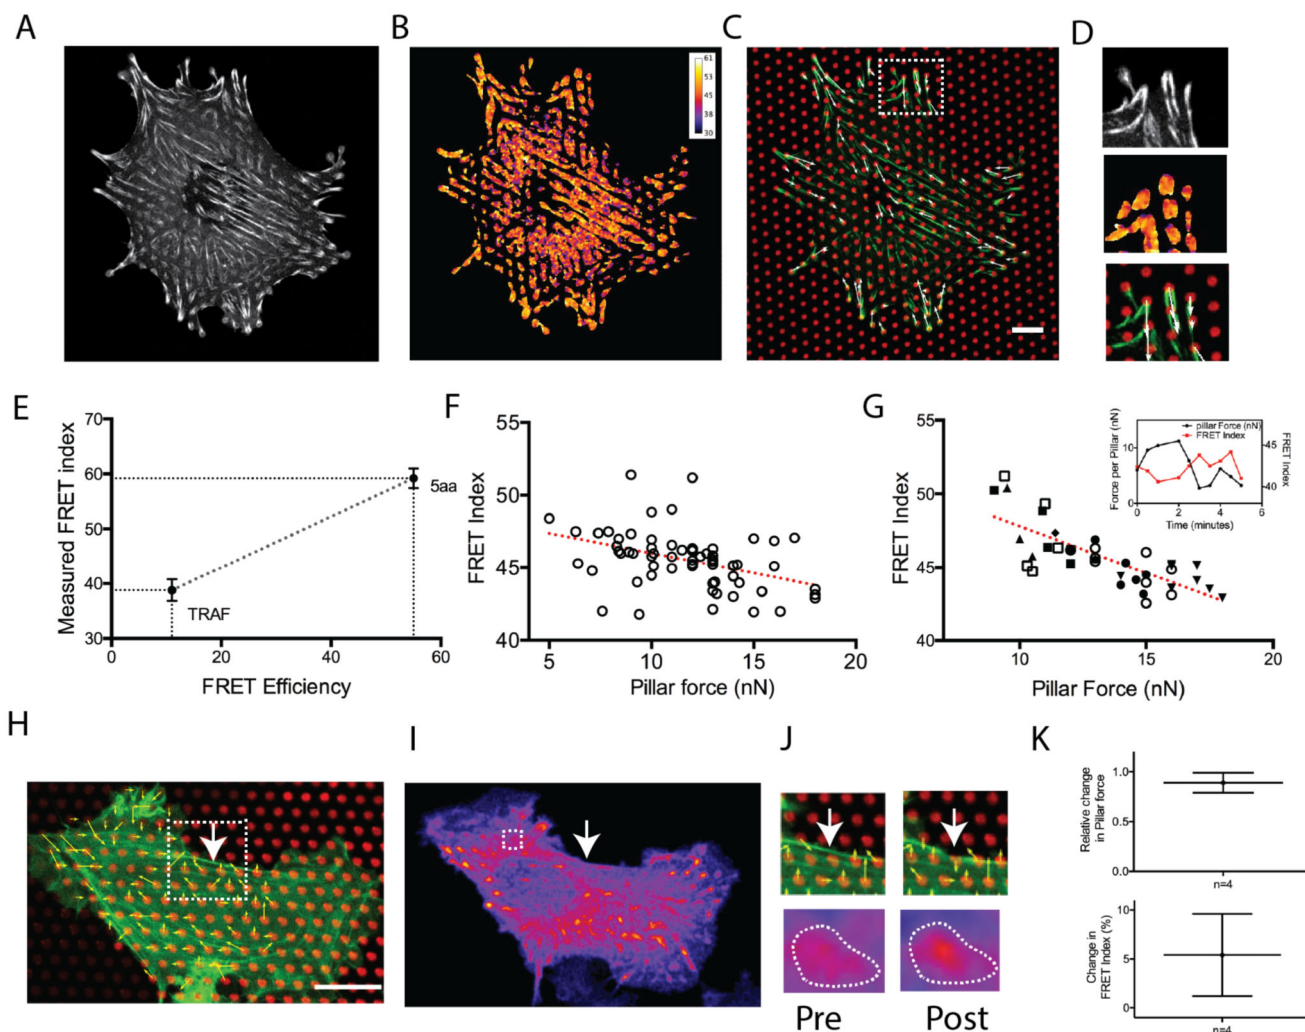 A
B
C
D
61
53
45
38
30
E
Measured FRET index
70
60
50
40
30
5aa
TRAF
0
20
40
60
FRET Efficiency
F
FRET Index
55
50
45
40
5
10
15
20
Pillar force (nN)
G
FRET Index
55
50
45
40
10
15
20
Pillar Force (nN)
Force per Pillar (nN)
10
0
pillar Force (nN)
FRET Index
45
40
FRET Index
0
2
4
6
Time (minutes)
H
I
J
Pre
Post
K
Relative change
in Pillar force
1.0
0.5
0.0
n=4
Change in
FRET Index (%)
10
5
0
n=4